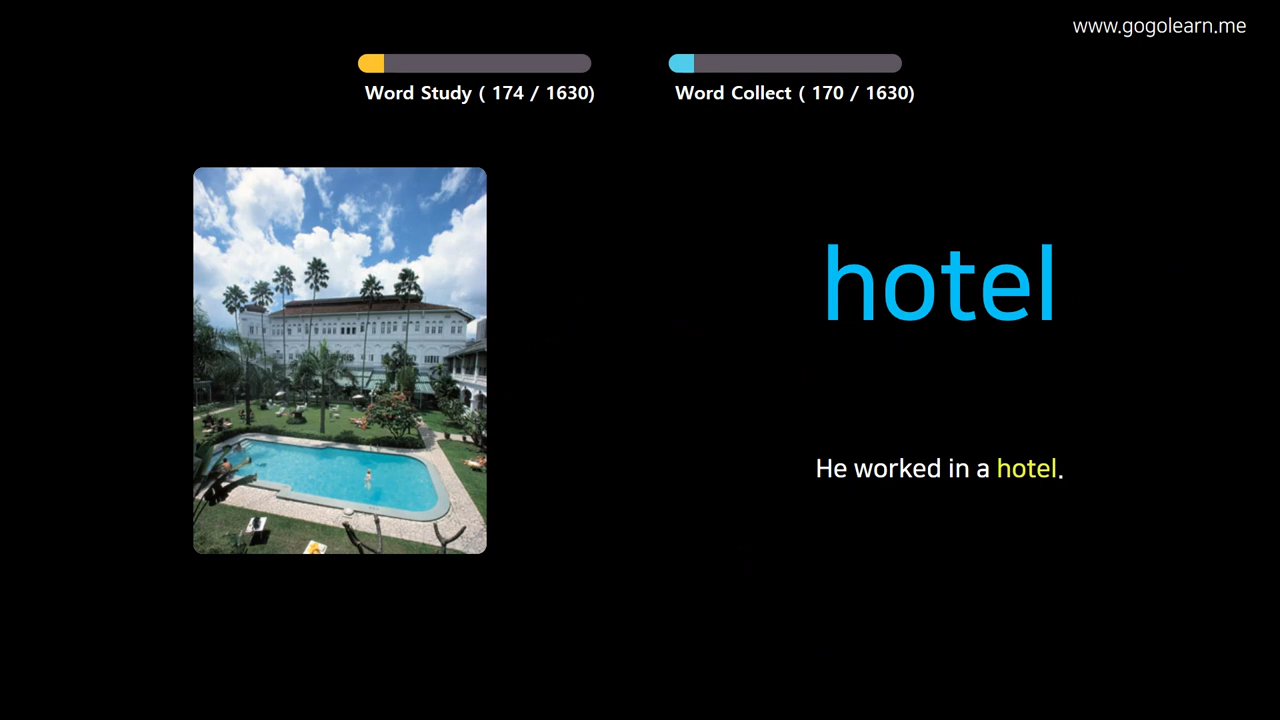 www.gogolearn.me
Word Study ( 174 / 1630)
Word Collect ( 170 / 1630)
hotel
He worked in a hotel.